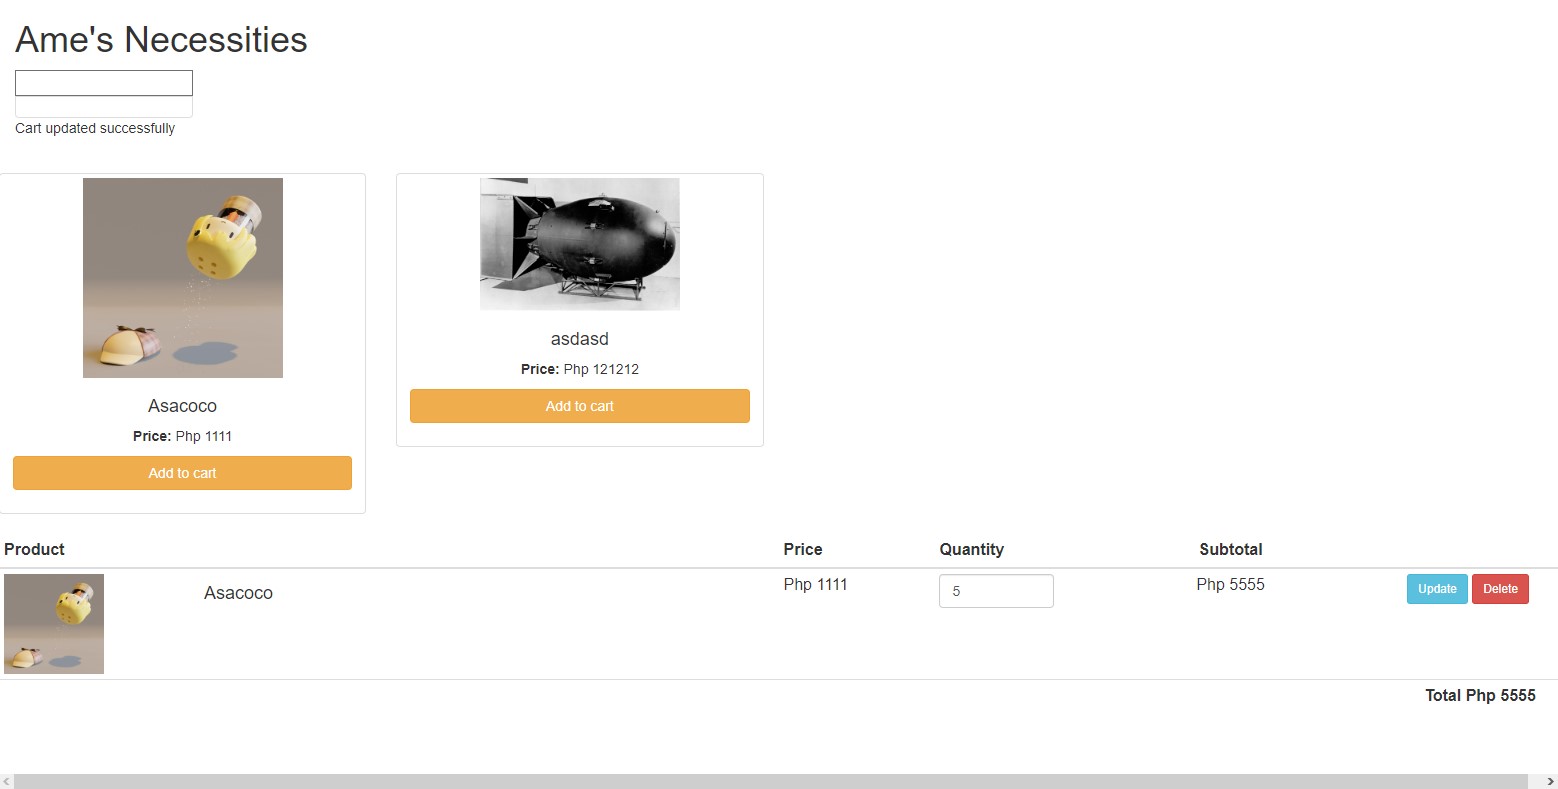 Ame's Necessities
Cart updated successfully
Asacoco
Price: Php 1111
Add to cart
asdasd
Price: Php 121212
Add to cart
Product Price Quantity Subtotal
Asacoco Php 1111 5 Php 5555 Update Delete
Total Php 5555